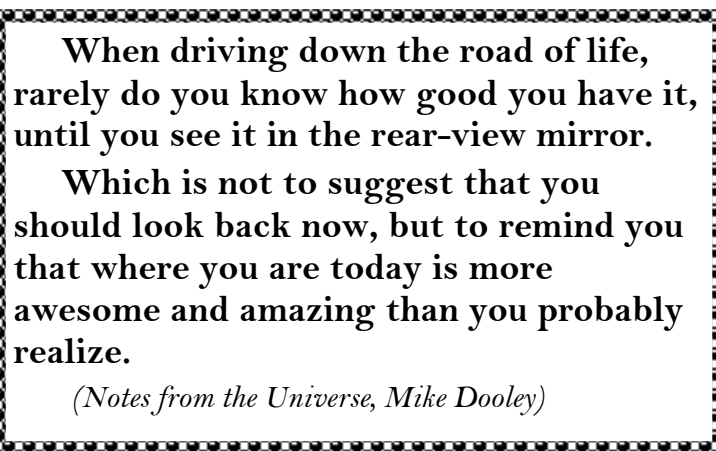 When driving down the road of life,
rarely do you know how good you have it,
until you see it in the rear-view mirror.
Which is not to suggest that you
should look back now, but to remind you
that where you are today is more
awesome and amazing than you probably
realize.
(Notes from the Universe, Mike Dooley)